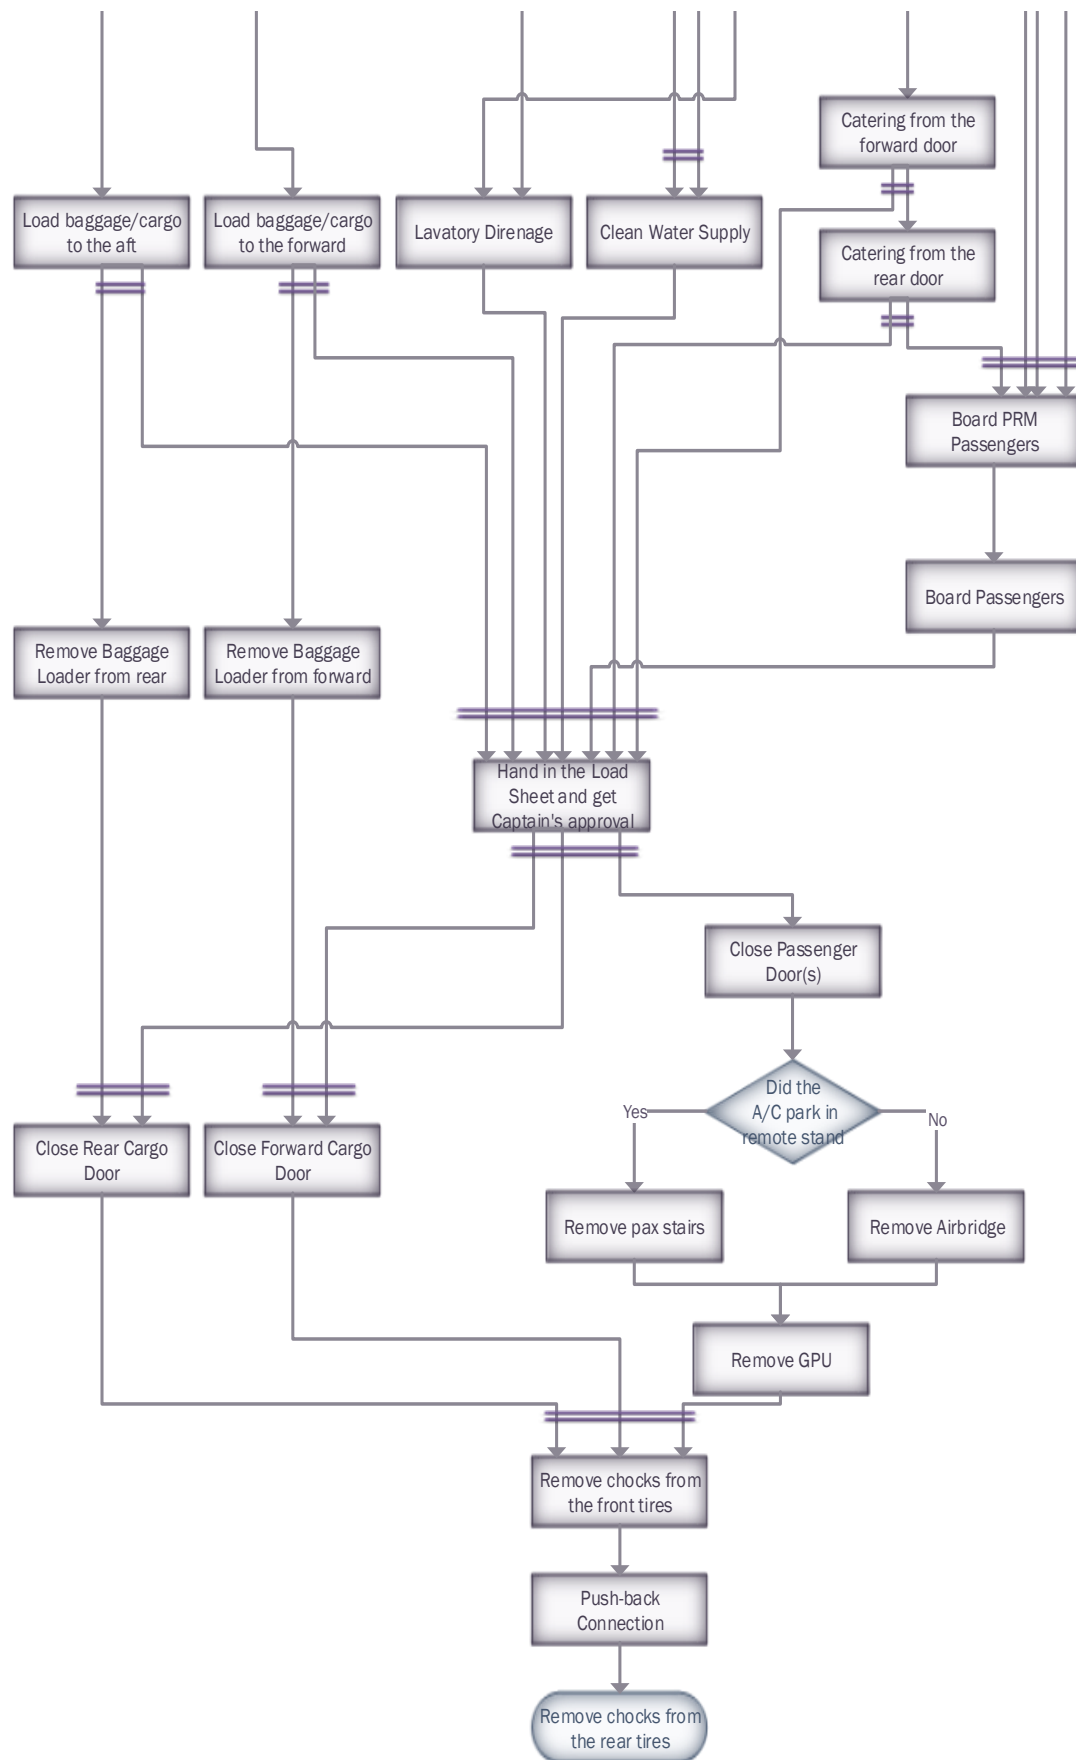 Catering from the
forward door
Load baggage/cargo
to the aft
Load baggage/cargo
to the forward
Lavatory Direnage
Clean Water Supply
Catering from the
rear door
Board PRM
Passengers
Board Passengers
Remove Baggage
Loader from rear
Remove Baggage
Loader from forward
Hand in the Load
Sheet and get
Captain's approval
Close Passenger
Door(s)
Did the
A/C park in
remote stand
Yes
No
Close Rear Cargo
Door
Close Forward Cargo
Door
Remove pax stairs
Remove Airbridge
Remove GPU
Remove chocks from
the front tires
Push-back
Connection
Remove chocks from
the rear tires